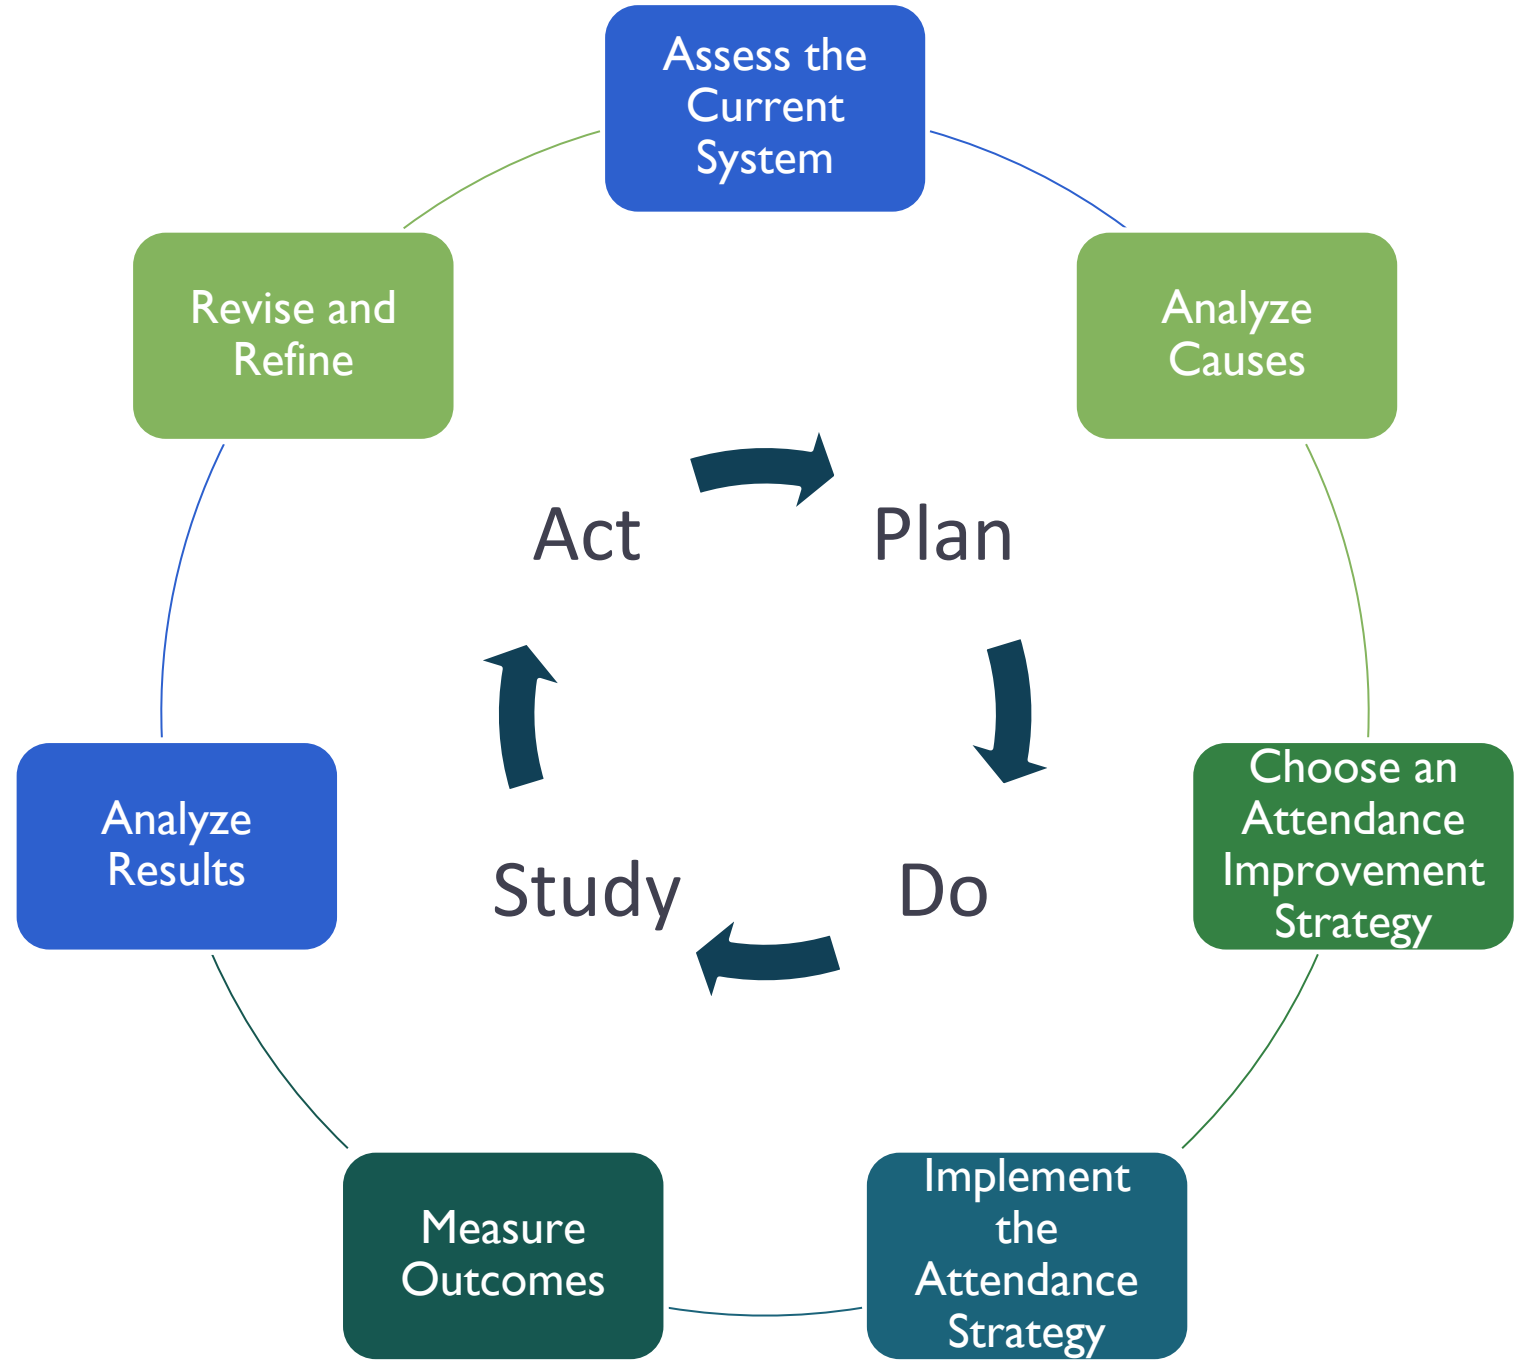 Assess the
Current
System
Analyze
Causes
Choose an
Attendance
Improvement
Strategy
Implement
the
Attendance
Strategy
Measure
Outcomes
Analyze
Results
Revise and
Refine
Act
Plan
Do
Study